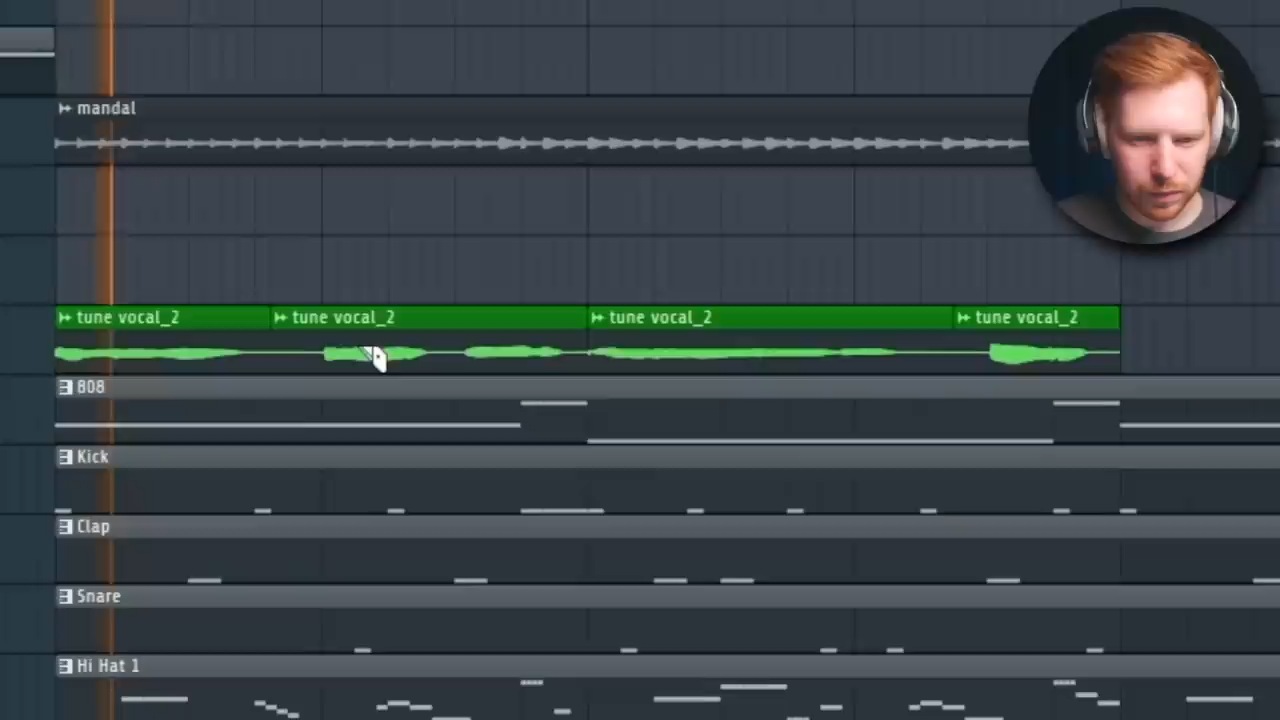 mandal
tune vocal_2 tune vocal_2 tune vocal_2 tune vocal_2
808
Kick
Clap
Snare
Hi Hat 1